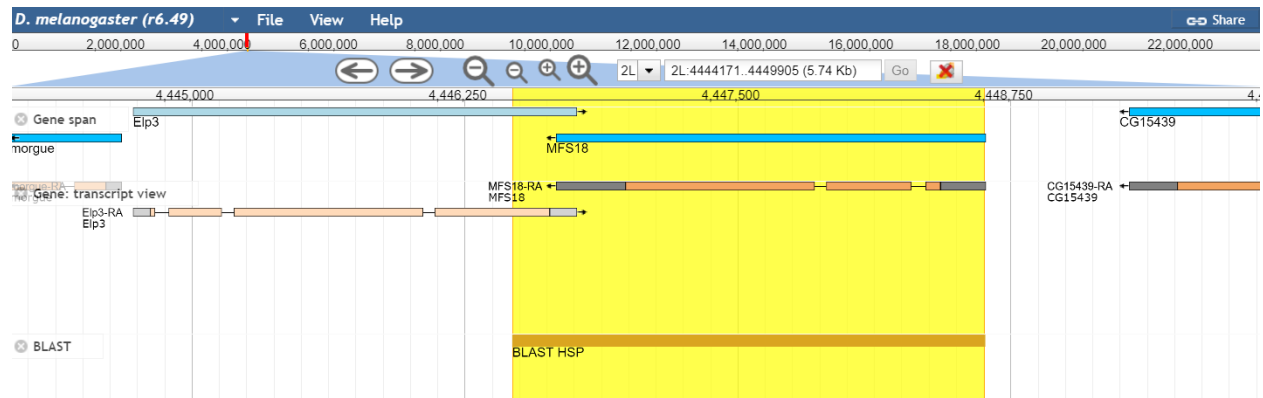 D. melanogaster (r6.49) File View Help Share
0 2,000,000 4,000,000 6,000,000 8,000,000 10,000,000 12,000,000 14,000,000 16,000,000 18,000,000 20,000,000 22,000,000
2L 2L:4444171..4449905 (5.74 Kb) Go
4,445,000 4,446,250 4,447,500 4,448,750 4,
Gene span
Elp3 CG15439
morgue MFS18
morgue-RA MFS18-RA CG15439-RA
morgue MFS18 CG15439
Gene: transcript view
Elp3-RA
Elp3
BLAST
BLAST HSP